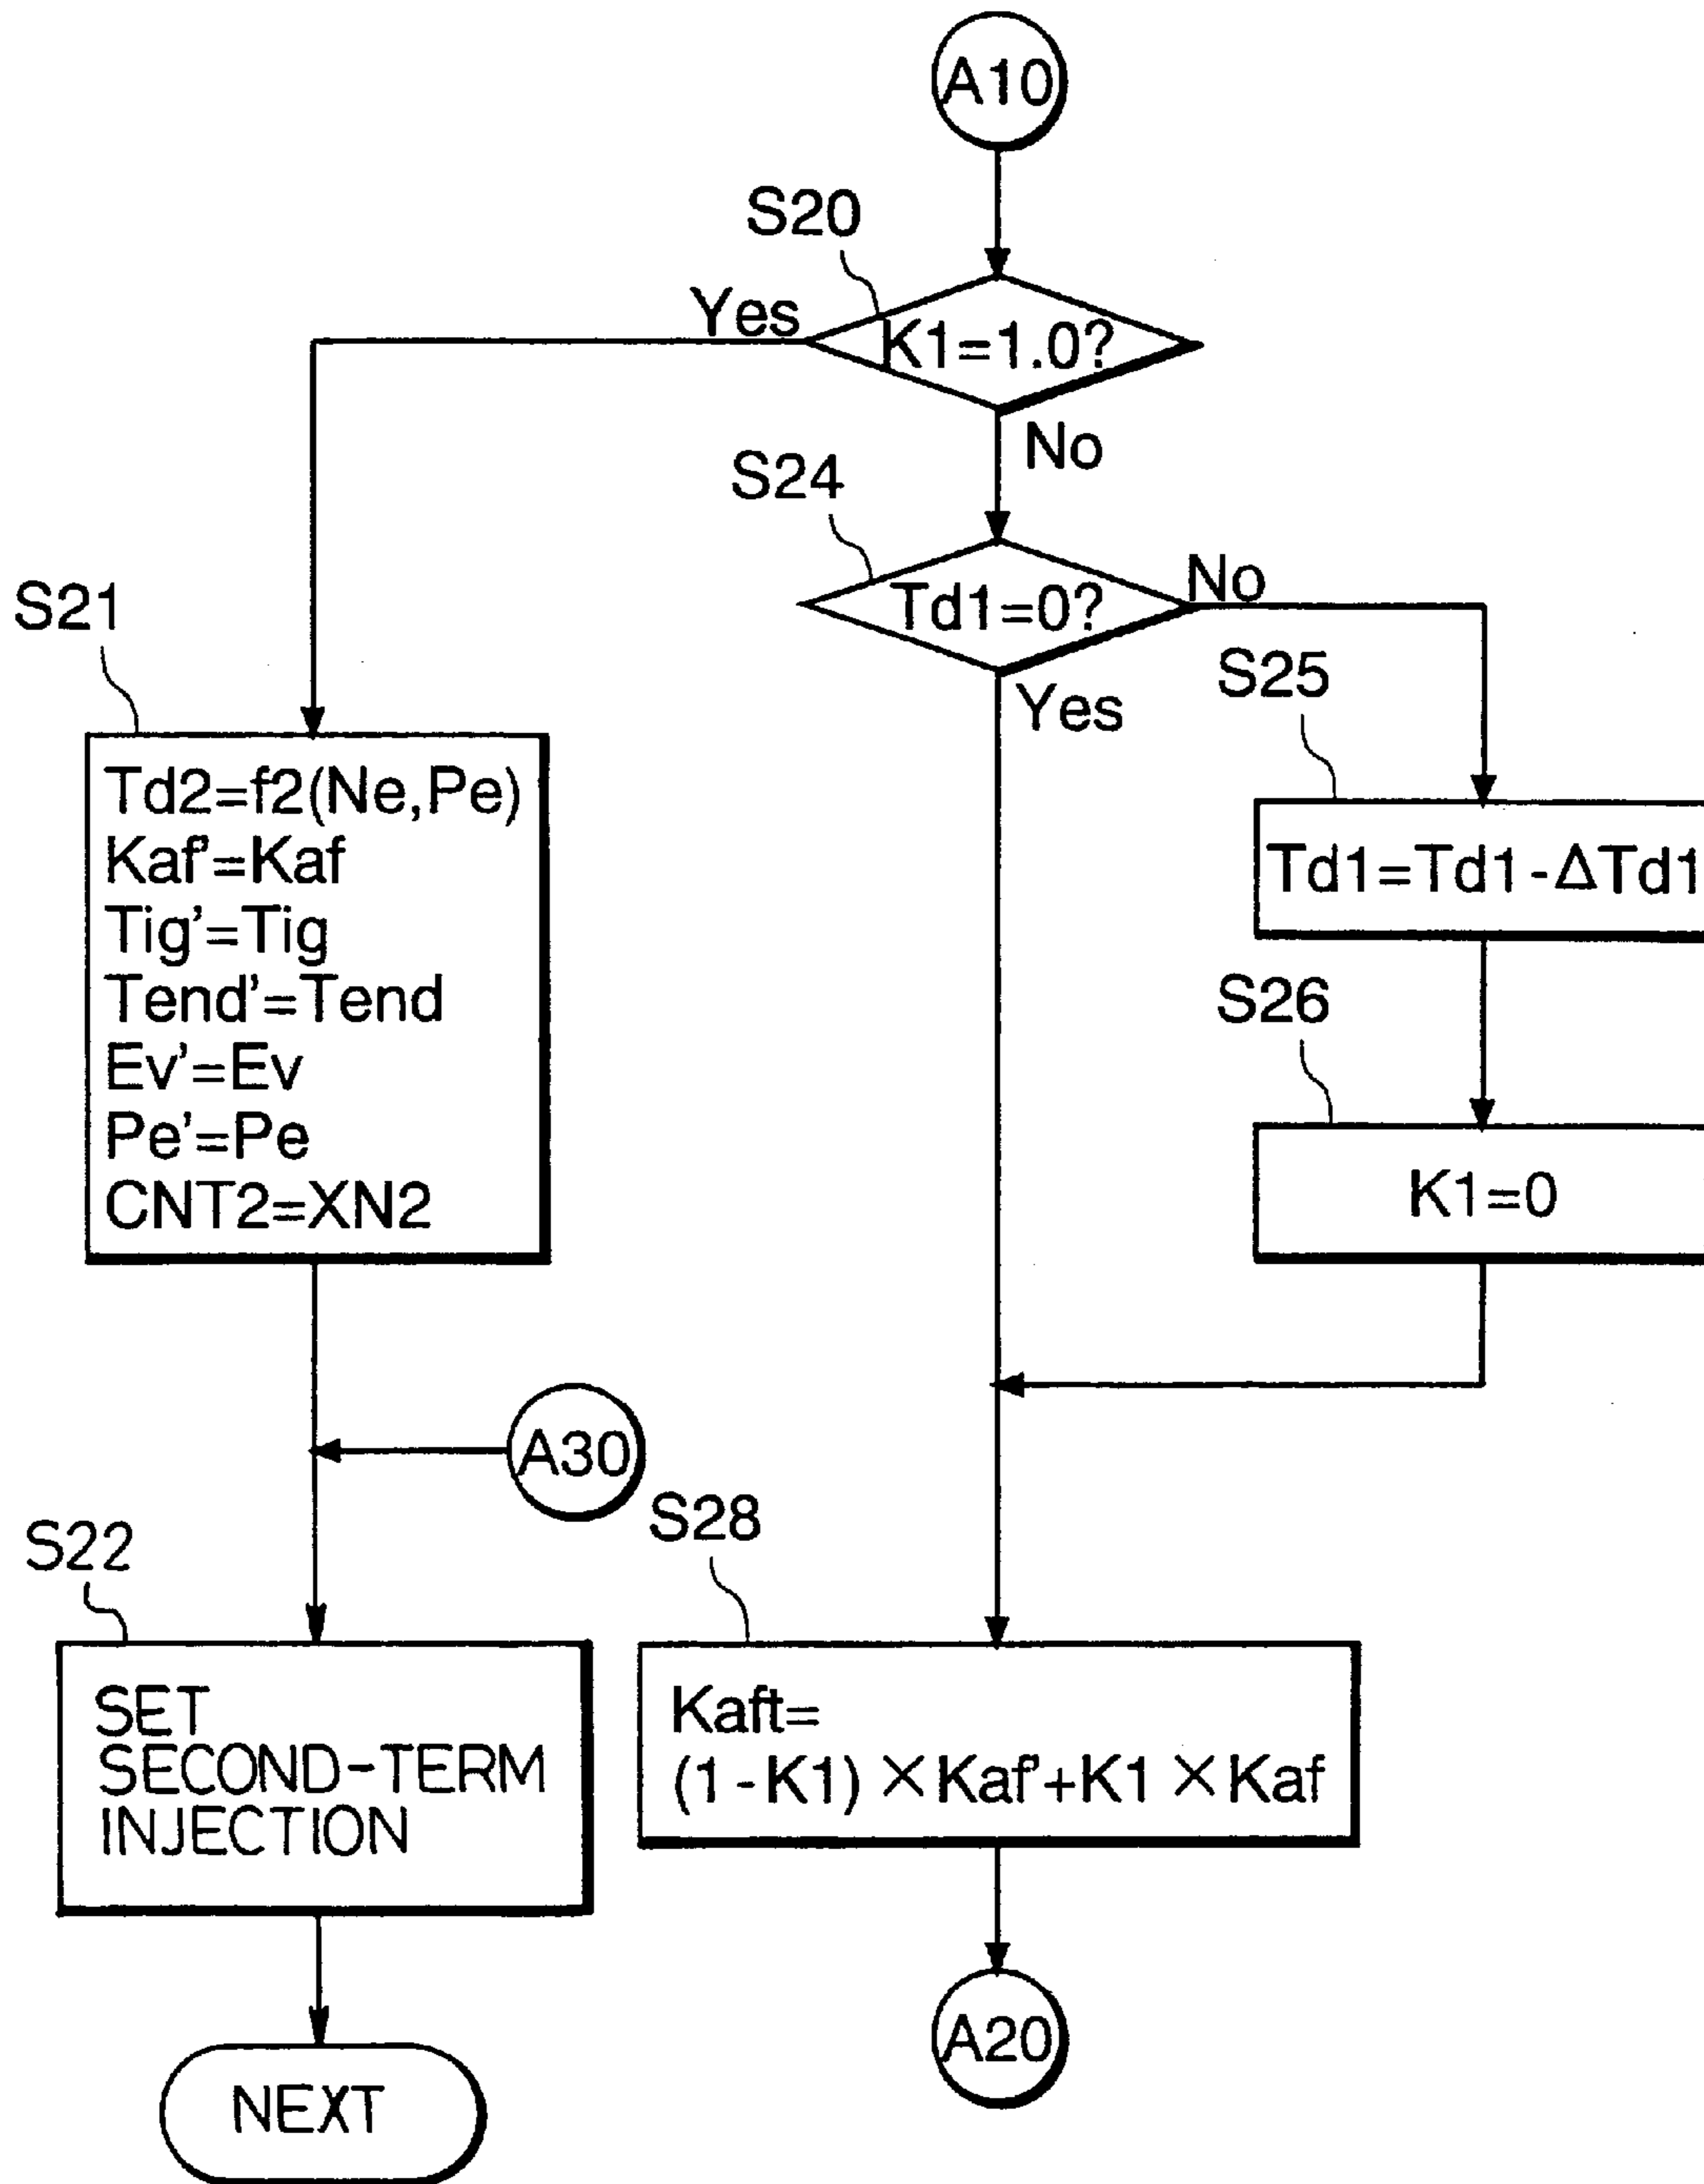 A10
S20
Yes
K1=1.0?
No
S24
Td1=0?
No
S21
S25
Yes
Td2=f2(Ne,Pe)
Kaf'=Kaf
Tig'=Tig
Tend'=Tend
Ev'=Ev
Pe'=Pe
CNT2=XN2
Td1=Td1-ΔTd1
S26
K1=0
A30
S28
S22
SET
SECOND-TERM
INJECTION
Kaft=
(1-K1)×Kaf'+K1×Kaf
A20
NEXT